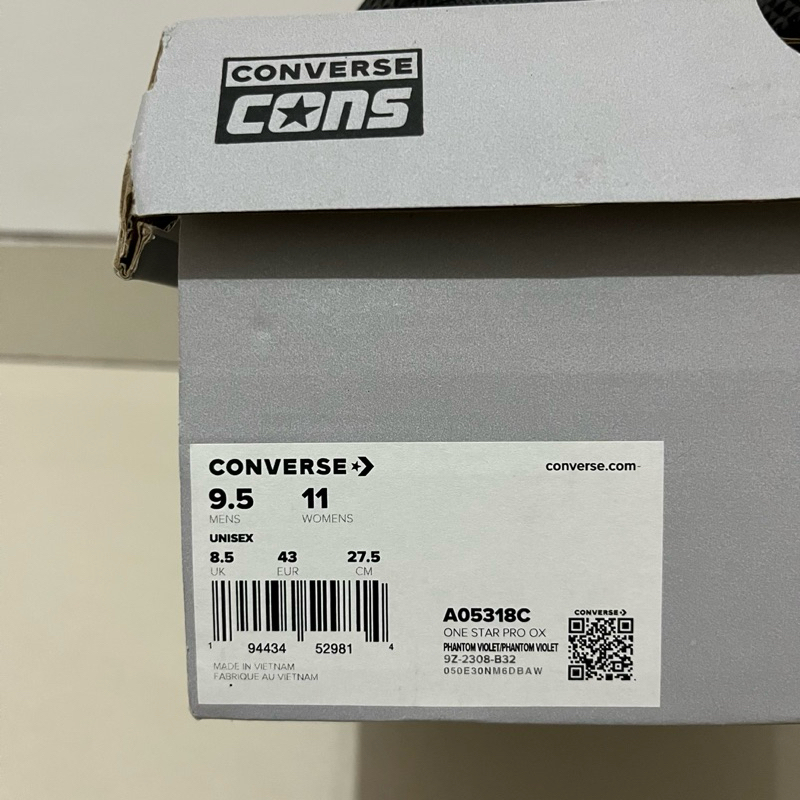 CONVERSE
CONS
CONVERSE
converse.com
9.5 11
MENS WOMENS
UNISEX
8.5 43 27.5
UK EUR CM
1 94434 52981 4
MADE IN VIETNAM
FABRIQUE AU VIETNAM
CONVERSE
A05318C
ONE STAR PRO OX
PHANTOM VIOLET/PHANTOM VIOLET
9Z-2308-B32
050E30NM6DBAW